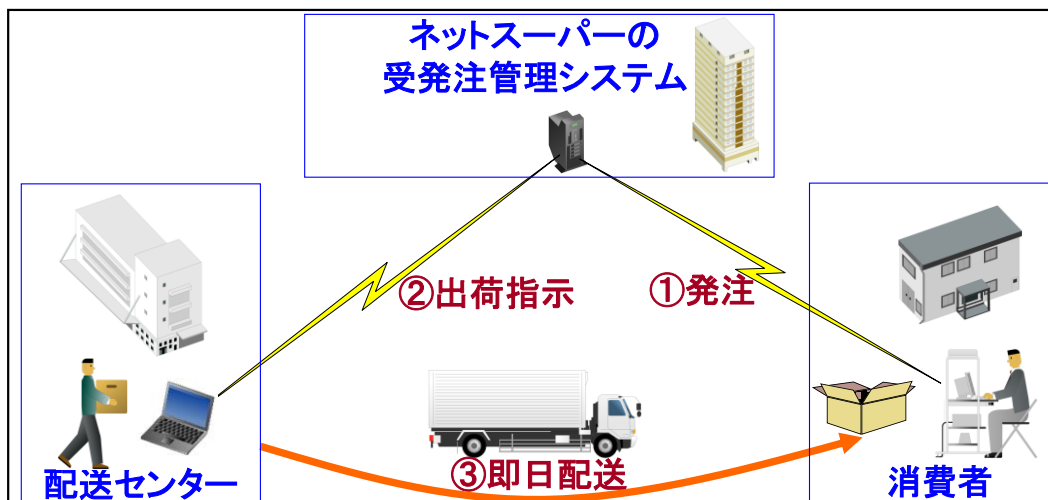 ネットスーパーの
受発注管理システム
②出荷指示
①発注
③即日配送
配送センター
消費者